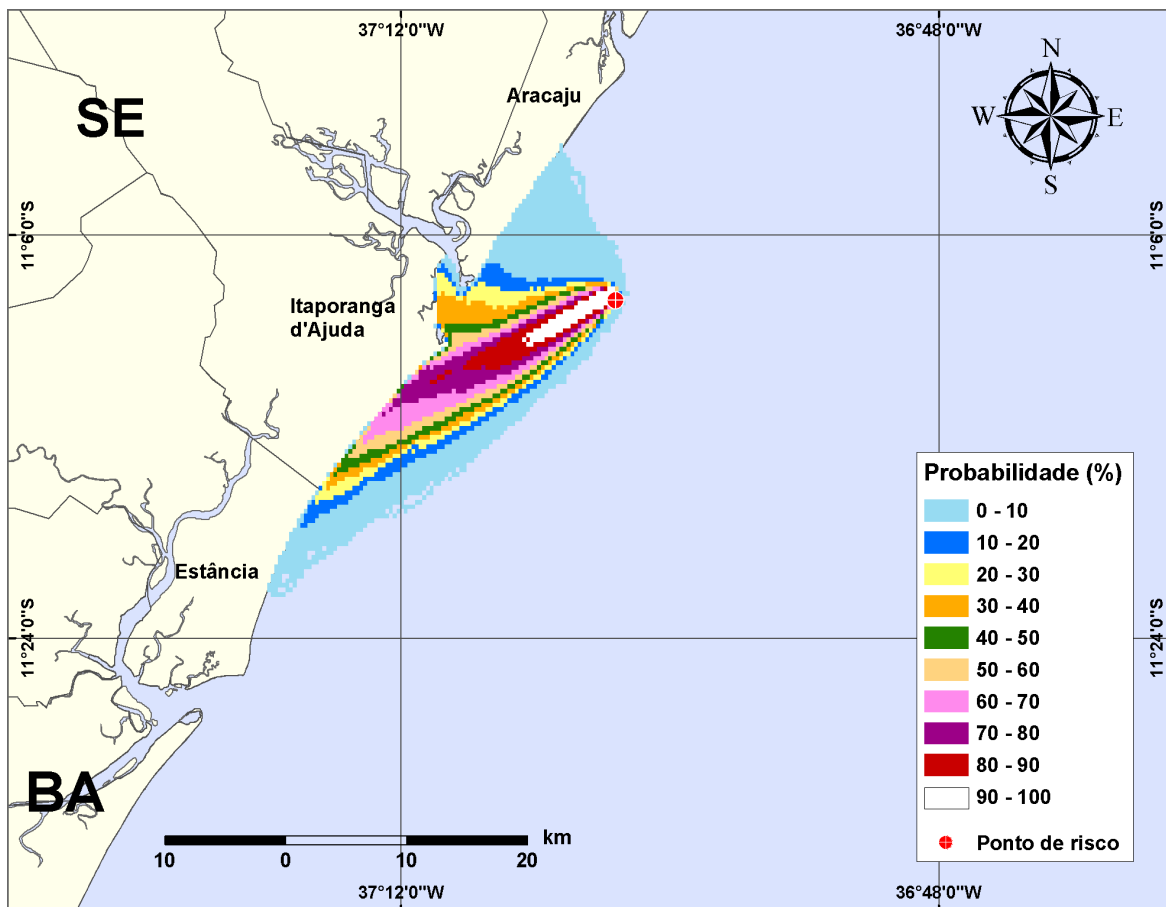 37°12'0"W
36°48'0"W
N
W
E
S
SE
Aracaju
11°6'0"S
11°6'0"S
Itaporanga
d'Ajuda
Estância
11°24'0"S
11°24'0"S
BA
Probabilidade (%)
0 - 10
10 - 20
20 - 30
30 - 40
40 - 50
50 - 60
60 - 70
70 - 80
80 - 90
90 - 100
Ponto de risco
km
10
0
10
20
37°12'0"W
36°48'0"W